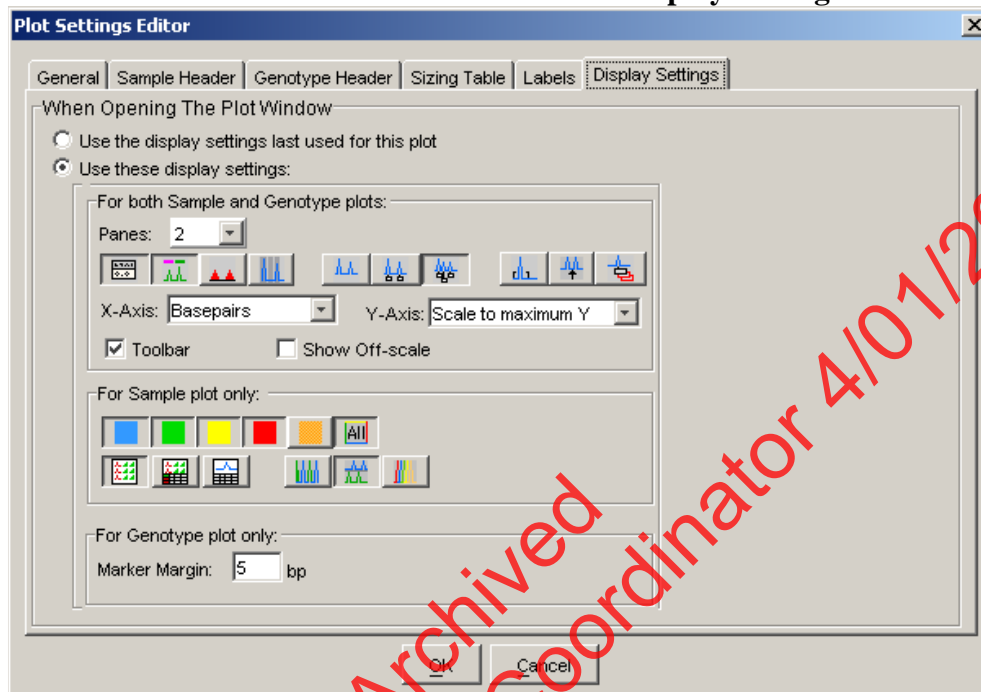 Plot Settings Editor
General Sample Header Genotype Header Sizing Table Labels Display Settings
When Opening The Plot Window
Use the display settings last used for this plot
Use these display settings:
For both Sample and Genotype plots:
Panes: 2
X-Axis: Basepairs Y-Axis: Scale to maximum Y
Toolbar Show Off-scale
For Sample plot only:
All
For Genotype plot only:
Marker Margin: 5 bp
OK Cancel
Archived
Coordinator 4/01/2